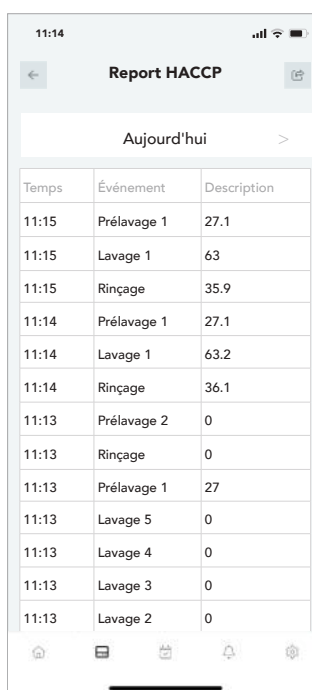 11:14
Report HACCP
Aujourd'hui >
Temps Événement Description
11:15 Prélavage 1 27.1
11:15 Lavage 1 63
11:15 Rinçage 35.9
11:14 Prélavage 1 27.1
11:14 Lavage 1 63.2
11:14 Rinçage 36.1
11:13 Prélavage 2 0
11:13 Rinçage 0
11:13 Prélavage 1 27
11:13 Lavage 5 0
11:13 Lavage 4 0
11:13 Lavage 3 0
11:13 Lavage 2 0